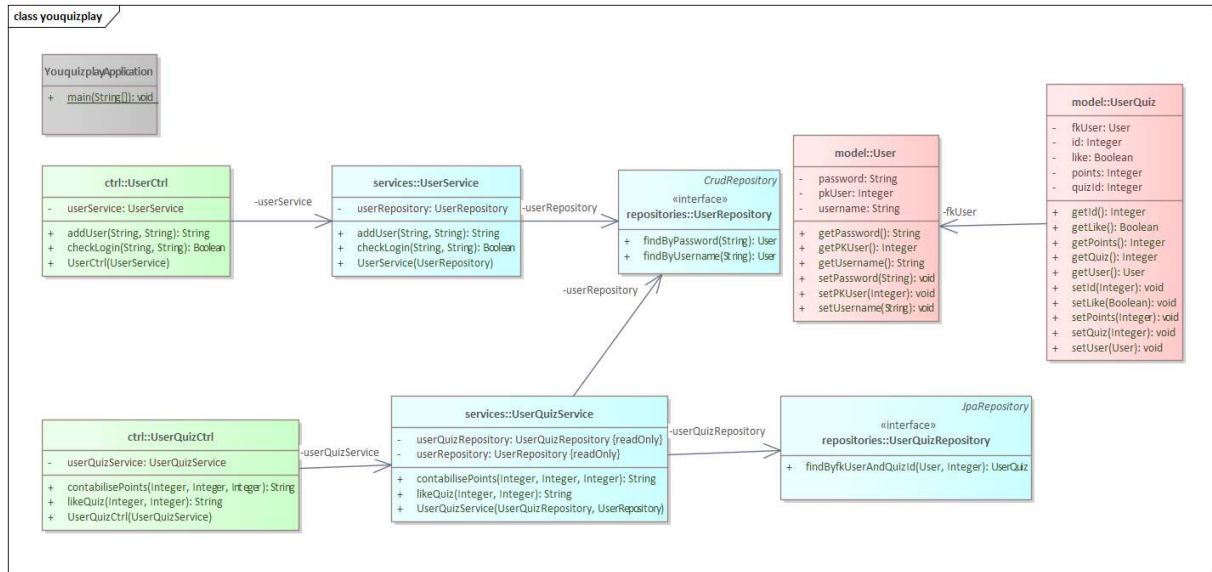 class youquizplay
YouquizplayApplication
+ main(String[]): void
ctrl::UserCtrl
- userService: UserService
+ addUser(String, String): String
+ checkLogin(String, String): Boolean
+ UserCtrl(UserService)
-userService
services::UserService
- userRepository: UserRepository
+ addUser(String, String): String
+ checkLogin(String, String): Boolean
+ UserService(UserRepository)
-userRepository
CrudRepository
«interface»
repositories::UserRepository
+ findByPassword(String): User
+ findByUsername(String): User
-userRepository
model::User
- password: String
- pkUser: Integer
- username: String
+ getPassword(): String
+ getPKUser(): Integer
+ getUsername(): String
+ setPassword(String): void
+ setPKUser(Integer): void
+ setUsername(String): void
-fkUser
model::UserQuiz
- fkUser: User
- id: Integer
- like: Boolean
- points: Integer
- quizId: Integer
+ getId(): Integer
+ getLike(): Boolean
+ getPoints(): Integer
+ getQuiz(): Integer
+ getUser(): User
+ setId(Integer): void
+ setLike(Boolean): void
+ setPoints(Integer): void
+ setQuiz(Integer): void
+ setUser(User): void
ctrl::UserQuizCtrl
- userQuizService: UserQuizService
+ contabilisePoints(Integer, Integer, Integer): String
+ likeQuiz(Integer, Integer): String
+ UserQuizCtrl(UserQuizService)
-userQuizService
services::UserQuizService
- userQuizRepository: UserQuizRepository {readOnly}
- userRepository: UserRepository {readOnly}
+ contabilisePoints(Integer, Integer, Integer): String
+ likeQuiz(Integer, Integer): String
+ UserQuizService(UserQuizRepository, UserRepository)
-userQuizRepository
JpaRepository
«interface»
repositories::UserQuizRepository
+ findByfkUserAndQuizId(User, Integer): UserQuiz